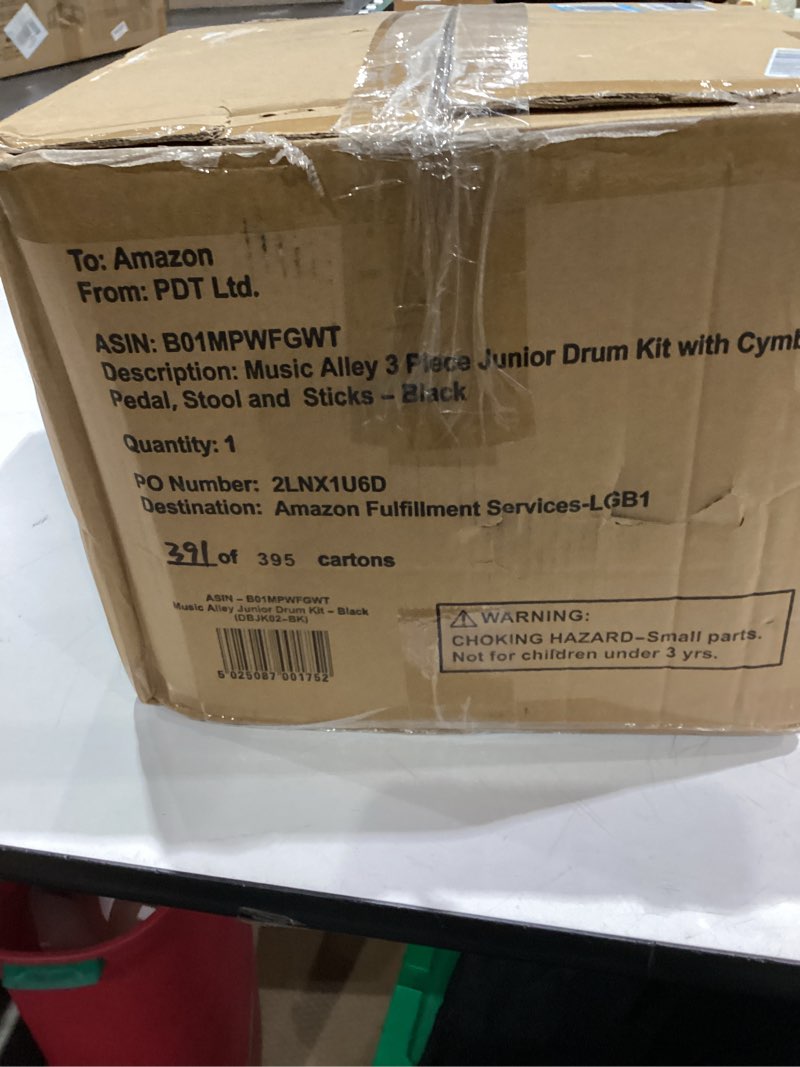 To: Amazon
From: PDT Ltd.
ASIN: B01MPWFGWT
Description: Music Alley 3 Piece Junior Drum Kit with
Pedal, Stool and Sticks – Black
Quantity: 1
PO Number: 2LNX1U6D
Destination: Amazon Fulfillment Services-LGB1
391 of 395 cartons
ASIN – B01MPWFGWT
Music Alley Junior Drum Kit – Black
(DBJK02-BK)
5 025087 001752
WARNING:
CHOKING HAZARD–Small parts.
Not for children under 3 yrs.